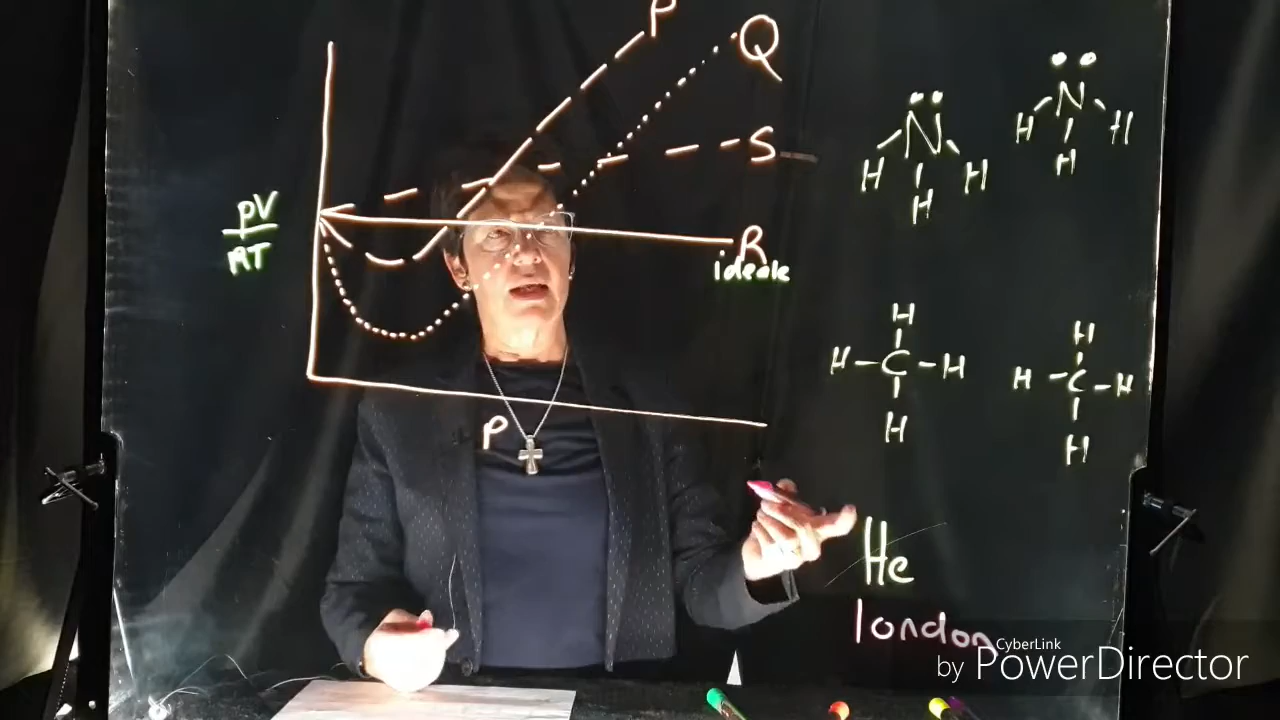 P
Q
S
pV
RT
R
ideale
P
N
H H
H
N
H H
H
H
H-C-H
H
H
H-C-H
H
He
london
CyberLink
by PowerDirector